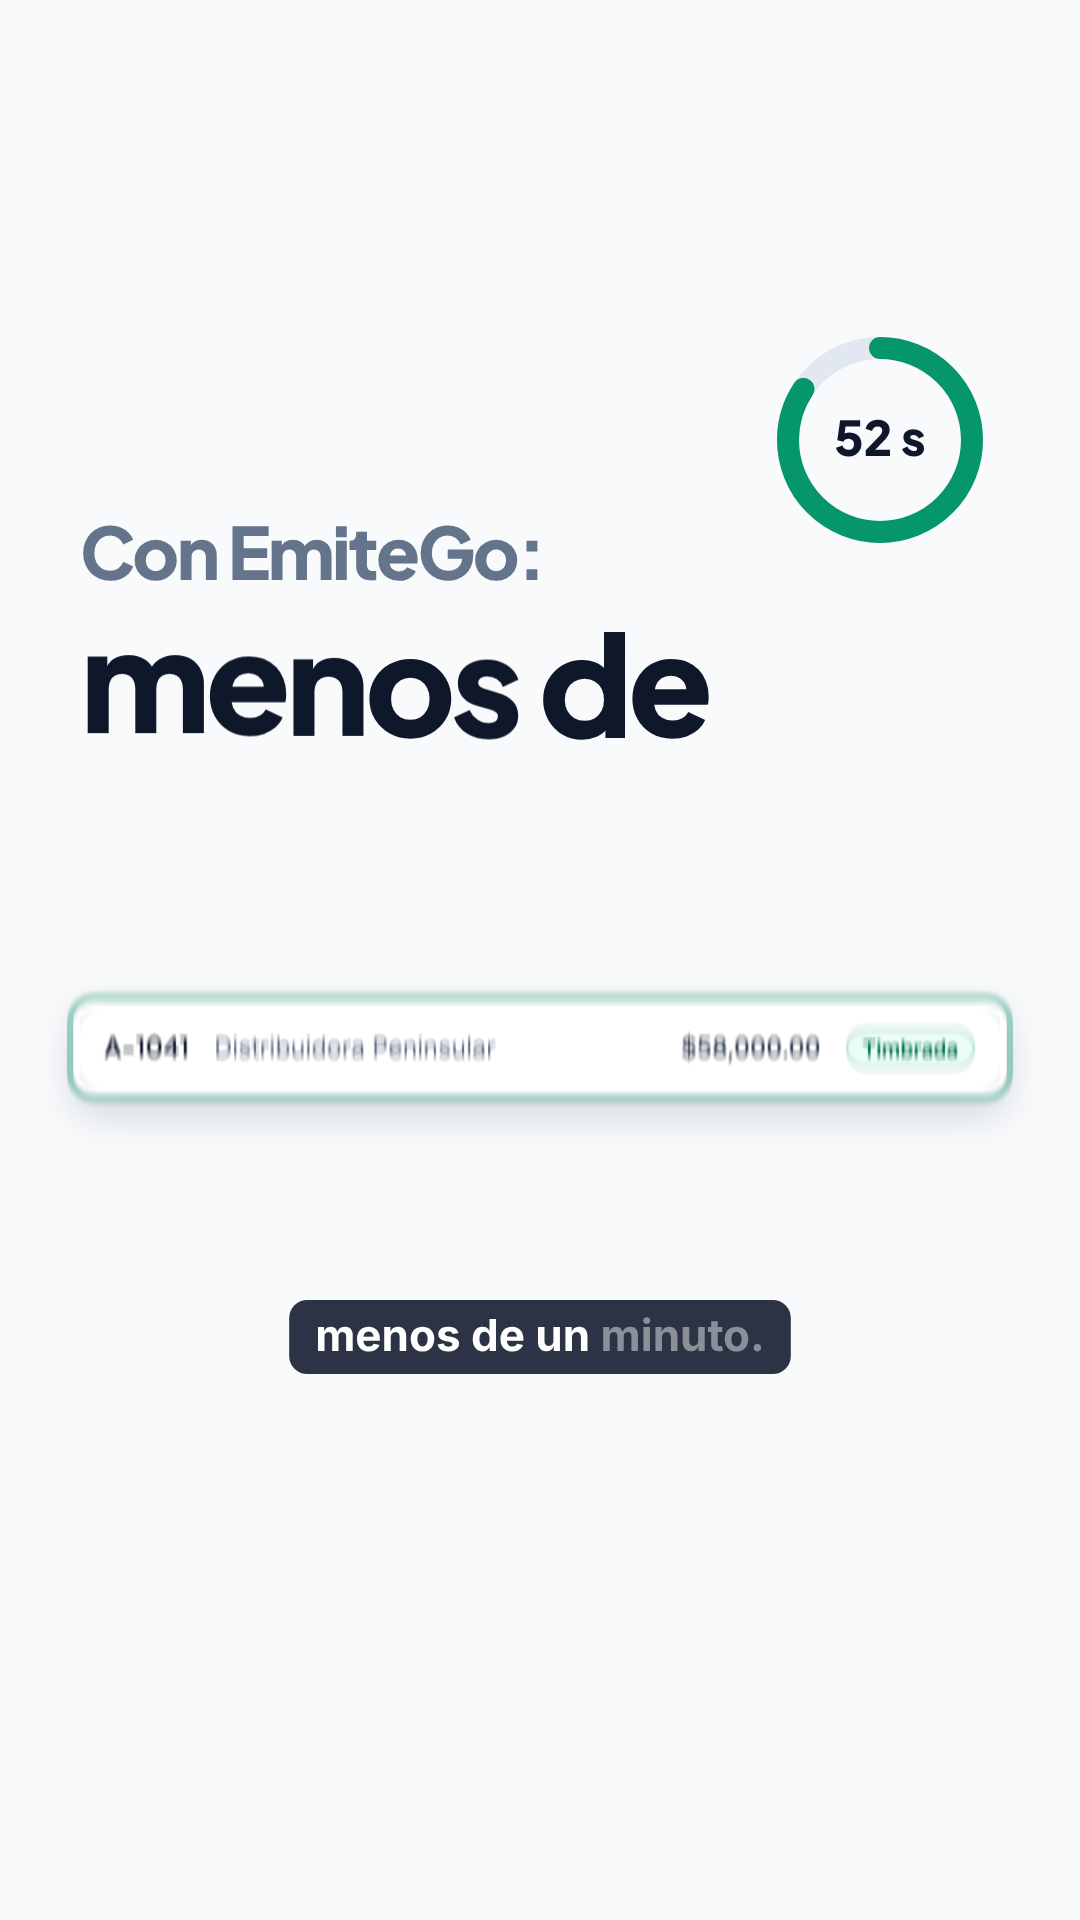 52 s
Con EmiteGo:
menos de
A-1041 Distribuidora Peninsular $58,000.00 Timbrada
menos de un minuto.